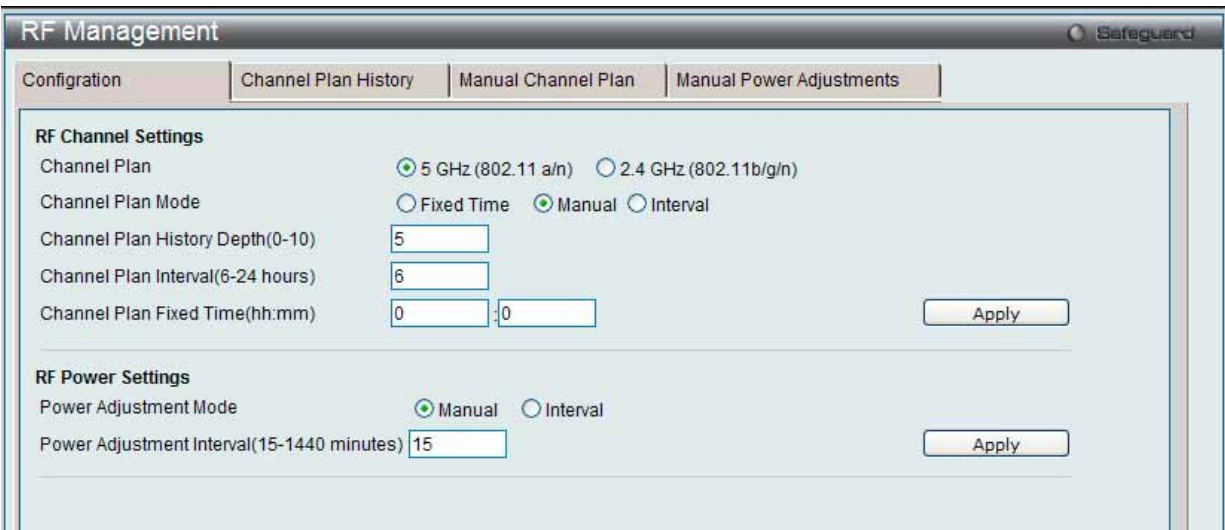 RF Management
Safeguard
Configration
Channel Plan History
Manual Channel Plan
Manual Power Adjustments
RF Channel Settings
Channel Plan
5 GHz (802.11 a/n)
2.4 GHz (802.11b/g/n)
Channel Plan Mode
Fixed Time
Manual
Interval
Channel Plan History Depth(0-10)
5
Channel Plan Interval(6-24 hours)
6
Channel Plan Fixed Time(hh:mm)
0
:0
Apply
RF Power Settings
Power Adjustment Mode
Manual
Interval
Power Adjustment Interval(15-1440 minutes)
15
Apply